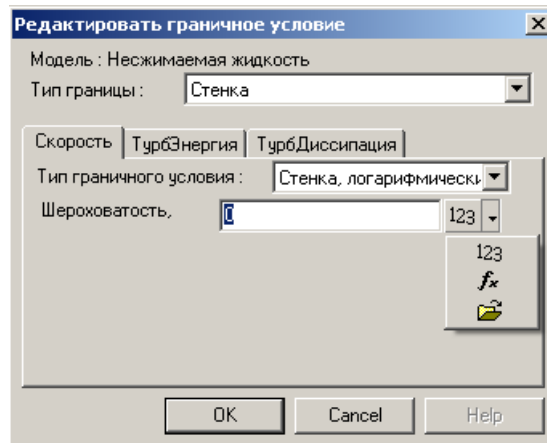 Редактировать граничное условие
Модель : Несжимаемая жидкость
Тип границы : Стенка
Скорость ТурбЭнергия ТурбДиссипация
Тип граничного условия : Стенка, логарифмически
Шероховатость, 0 123
123
fx
OK Cancel Help